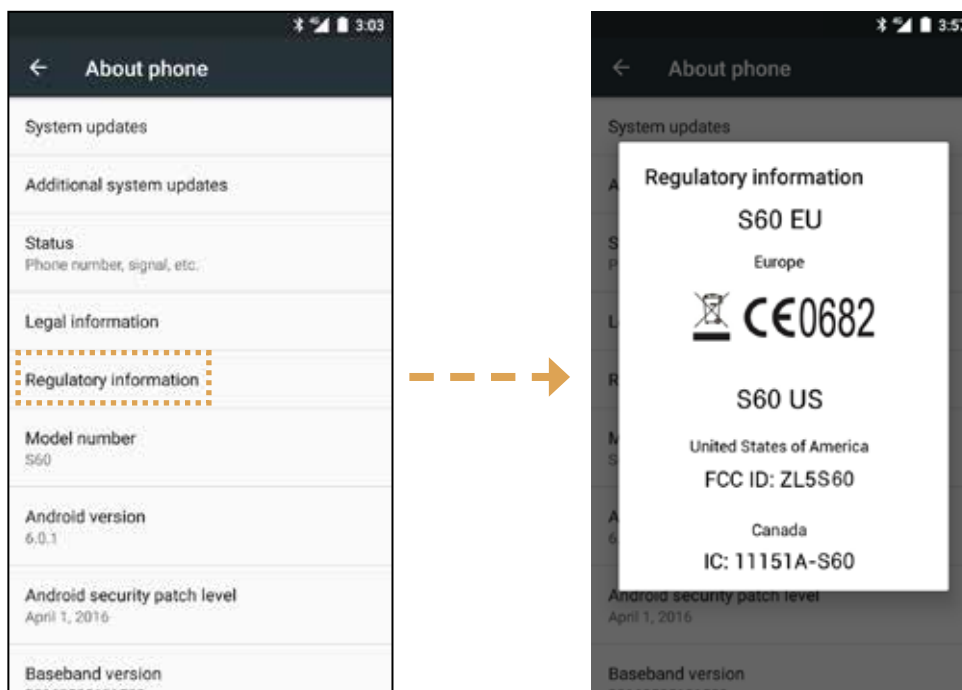 3:03
About phone
System updates
Additional system updates
Status
Phone number, signal, etc.
Legal information
Regulatory information
Model number
S60
Android version
6.0.1
Android security patch level
April 1, 2016
Baseband version
3:57
About phone
System updates
Regulatory information
S60 EU
Europe
CE0682
S60 US
United States of America
FCC ID: ZL5S60
Canada
IC: 11151A-S60
Android security patch level
April 1, 2016
Baseband version